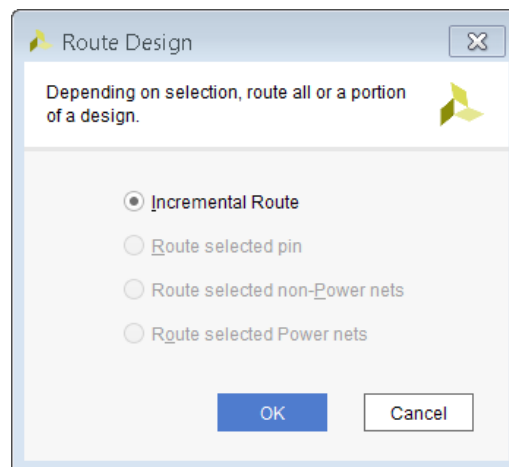 Route Design
Depending on selection, route all or a portion
of a design.
Incremental Route
Route selected pin
Route selected non-Power nets
Route selected Power nets
OK
Cancel